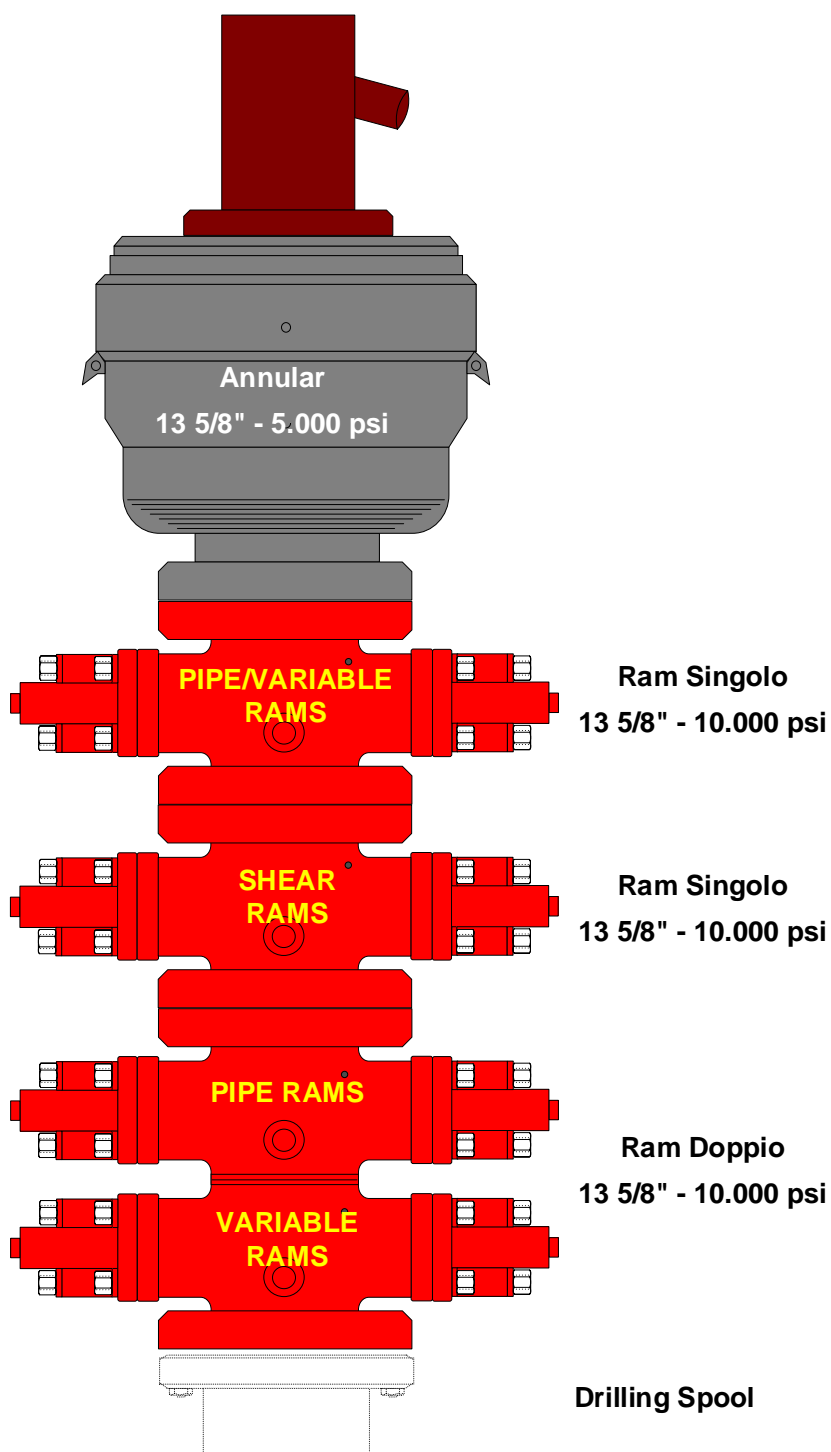 Annular
13 5/8" - 5.000 psi
PIPE/VARIABLE
RAMS
Ram Singolo
13 5/8" - 10.000 psi
SHEAR
RAMS
Ram Singolo
13 5/8" - 10.000 psi
PIPE RAMS
Ram Doppio
13 5/8" - 10.000 psi
VARIABLE
RAMS
Drilling Spool